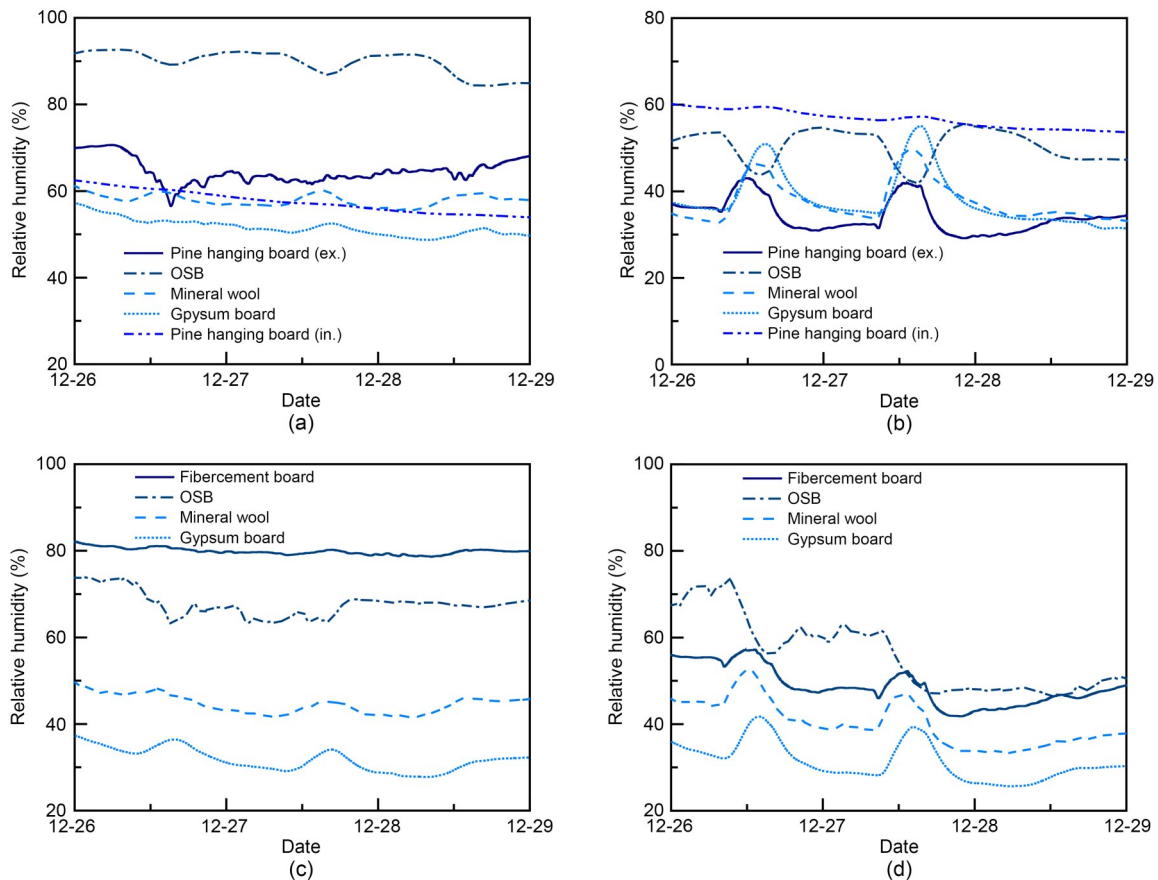 100
80
60
40
20
Relative humidity (%)
Pine hanging board (ex.)
OSB
Mineral wool
Gpysum board
Pine hanging board (in.)
12-26
12-27
12-28
12-29
Date
(a)
80
60
40
20
0
Relative humidity (%)
Pine hanging board (ex.)
OSB
Mineral wool
Gpysum board
Pine hanging board (in.)
12-26
12-27
12-28
12-29
Date
(b)
100
80
60
40
20
Relative humidity (%)
Fibercement board
OSB
Mineral wool
Gypsum board
12-26
12-27
12-28
12-29
Date
(c)
100
80
60
40
20
Relative humidity (%)
Fibercement board
OSB
Mineral wool
Gypsum board
12-26
12-27
12-28
12-29
Date
(d)